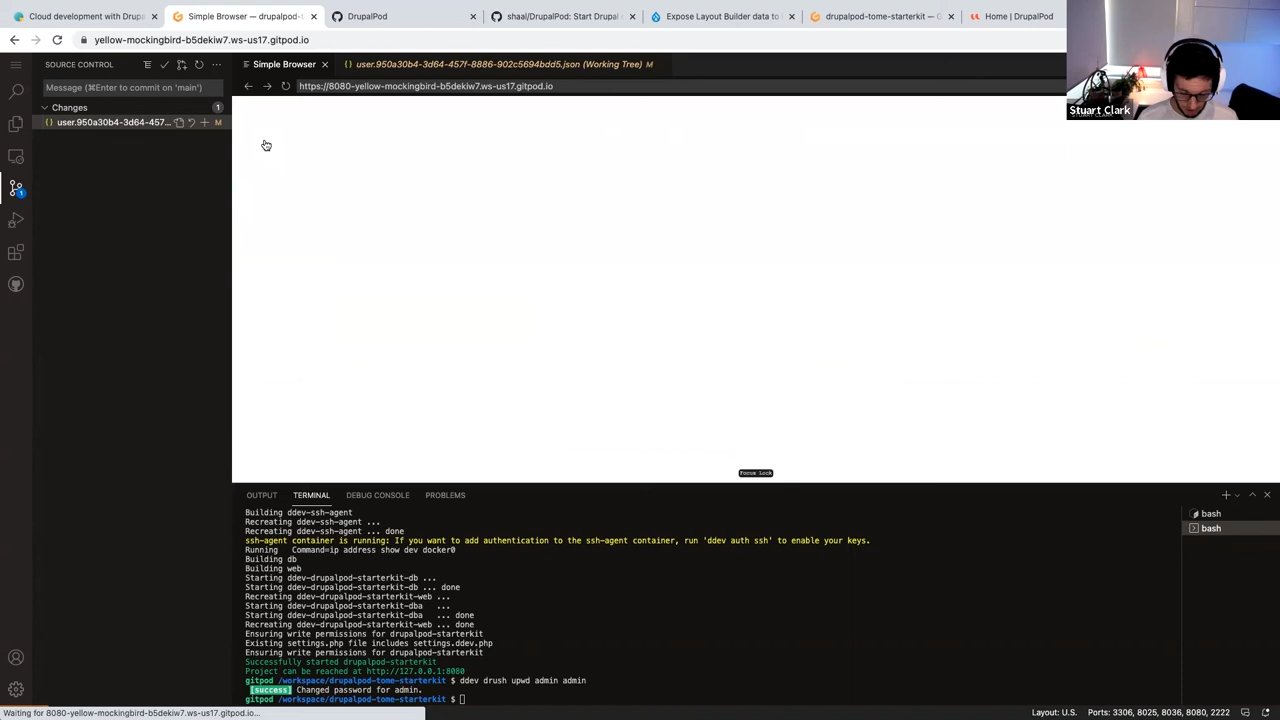 Cloud development with Drupa
Simple Browser — drupalpod-t
DrupalPod
shaal/DrupalPod: Start Drupal
Expose Layout Builder data to
drupalpod-tome-starterkit — G
Home | DrupalPod
yellow-mockingbird-b5dekiw7.ws-us17.gitpod.io
SOURCE CONTROL
Message (⌘Enter to commit on 'main')
Changes
1
user.950a30b4-3d64-457...
M
1
Simple Browser
user.950a30b4-3d64-457f-8886-902c5694bdd5.json (Working Tree) M
https://8080-yellow-mockingbird-b5dekiw7.ws-us17.gitpod.io
Stuart Clark
STUART CLARK
Focus Lock
OUTPUT
TERMINAL
DEBUG CONSOLE
PROBLEMS
Building ddev-ssh-agent
Recreating ddev-ssh-agent ...
Recreating ddev-ssh-agent ... done
ssh-agent container is running: If you want to add authentication to the ssh-agent container, run 'ddev auth ssh' to enable your keys.
Running Command=ip address show dev docker0
Building db
Building web
Starting ddev-drupalpod-starterkit-db ...
Starting ddev-drupalpod-starterkit-db ... done
Recreating ddev-drupalpod-starterkit-web ...
Starting ddev-drupalpod-starterkit-dba ...
Starting ddev-drupalpod-starterkit-dba ... done
Recreating ddev-drupalpod-starterkit-web ... done
Ensuring write permissions for drupalpod-starterkit
Existing settings.php file includes settings.ddev.php
Ensuring write permissions for drupalpod-starterkit
Successfully started drupalpod-starterkit
Project can be reached at http://127.0.0.1:8080
gitpod /workspace/drupalpod-tome-starterkit $ ddev drush upwd admin admin
[success] Changed password for admin.
gitpod /workspace/drupalpod-tome-starterkit $
bash
bash
Waiting for 8080-yellow-mockingbird-b5dekiw7.ws-us17.gitpod.io...
Layout: U.S.
Ports: 3306, 8025, 8036, 8080, 2222